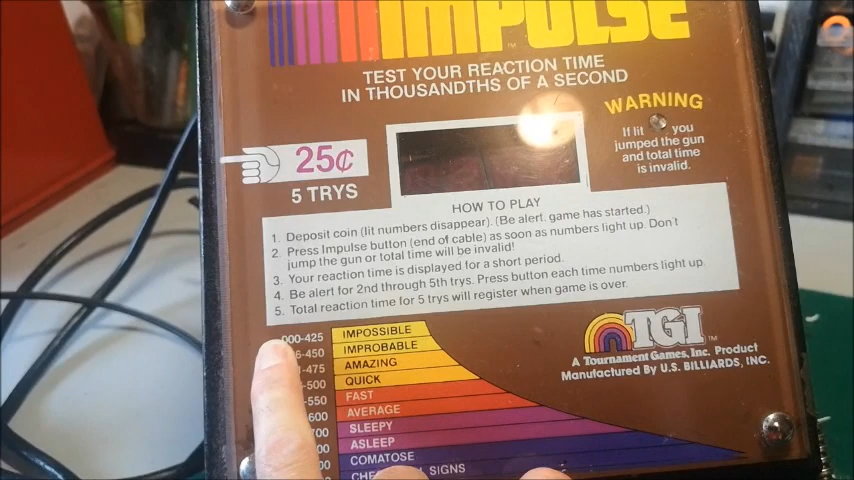 IMPULSE
TEST YOUR REACTION TIME
IN THOUSANDTHS OF A SECOND
WARNING
If lit you
jumped the gun
and total time
is invalid.
25¢
5 TRYS
HOW TO PLAY
1. Deposit coin (lit numbers disappear). (Be alert. game has started.)
2. Press Impulse button (end of cable) as soon as numbers light up. Don't
jump the gun or total time will be invalid!
3. Your reaction time is displayed for a short period.
4. Be alert for 2nd through 5th trys. Press button each time numbers light up.
5. Total reaction time for 5 trys will register when game is over.
TGI™
A Tournament Games, Inc. Product
Manufactured By U.S. BILLIARDS, INC.
000-425 IMPOSSIBLE
-450 IMPROBABLE
-475 AMAZING
-500 QUICK
-550 FAST
600 AVERAGE
700 SLEEPY
ASLEEP
COMATOSE
SIGNS